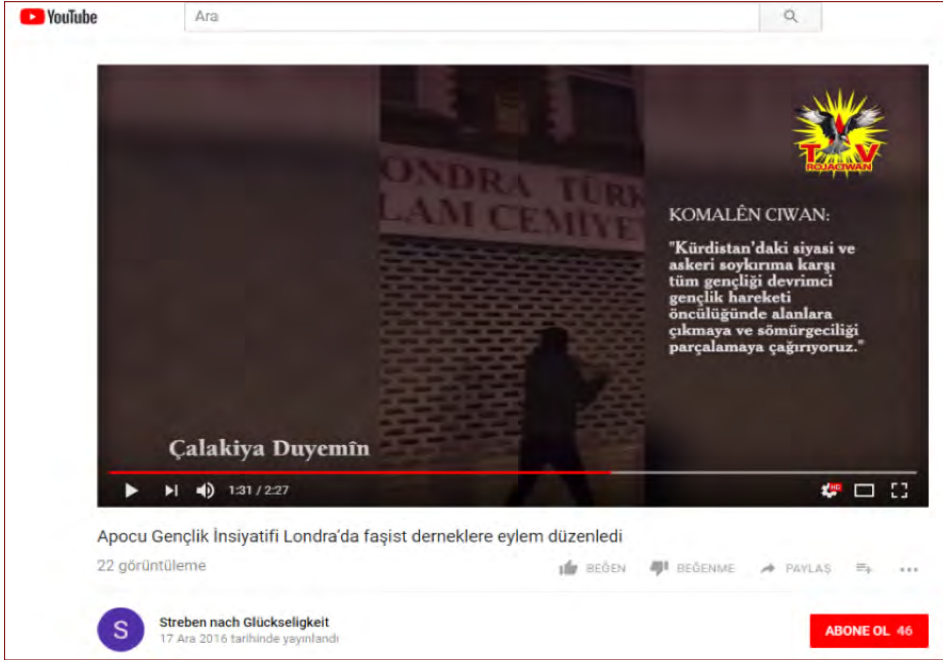 YouTube
Ara
TV
ROJACIWAN
ONDRA TÜRK
LAM CEMİYE
KOMALÊN CIWAN:
"Kürdistan'daki siyasi ve
askeri soykırıma karşı
tüm gençliği devrimci
gençlik hareketi
öncülüğünde alanlara
çıkmaya ve sömürgeciliği
parçalamaya çağırıyoruz."
Çalakiya Duyemîn
1:31 / 2:27
HD
Apocu Gençlik İnsiyatifi Londra'da faşist derneklere eylem düzenledi
22 görüntüleme
BEĞEN BEĞENME PAYLAŞ
S
Streben nach Glückseligkeit
17 Ara 2016 tarihinde yayınlandı
ABONE OL 46